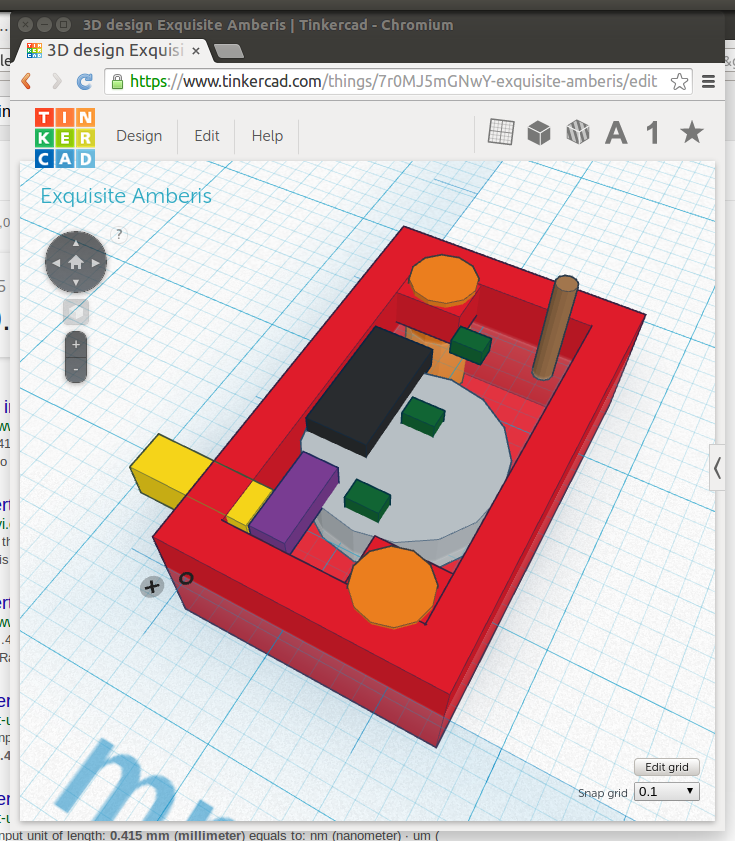 3D design Exquisite Amberis | Tinkercad - Chromium
3D design Exquisi
https://www.tinkercad.com/things/7r0MJ5mGNwY-exquisite-amberis/edit
TIN
KER
CAD
Design
Edit
Help
A
1
Exquisite Amberis
?
+
-
Edit grid
Snap grid
0.1
nput unit of length: 0.415 mm (millimeter) equals to: nm (nanometer) · um (